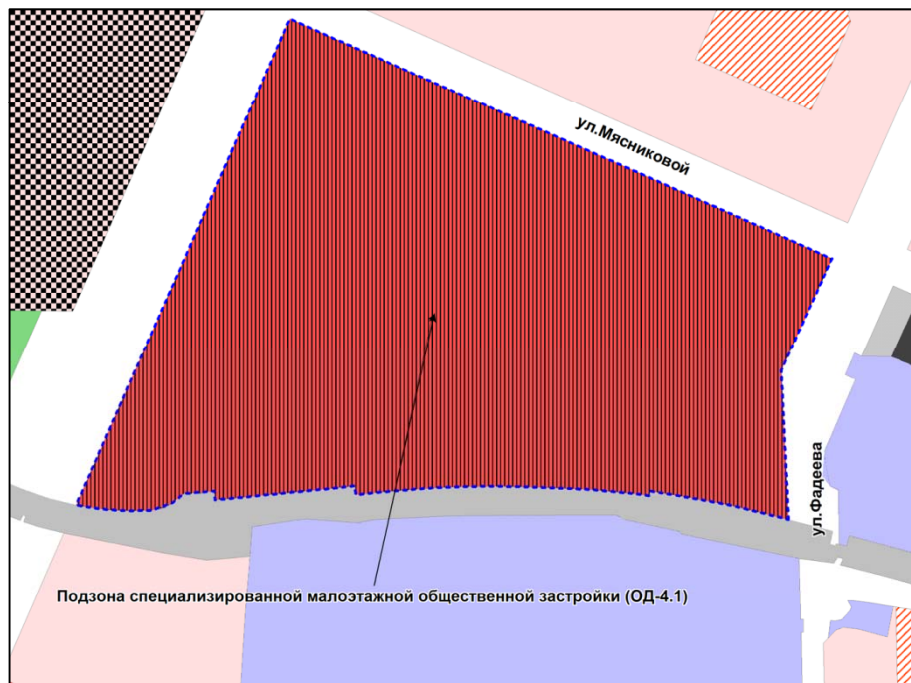 ул.Мясниковой
ул.Фадеева
Подзона специализированной малоэтажной общественной застройки (ОД-4.1)